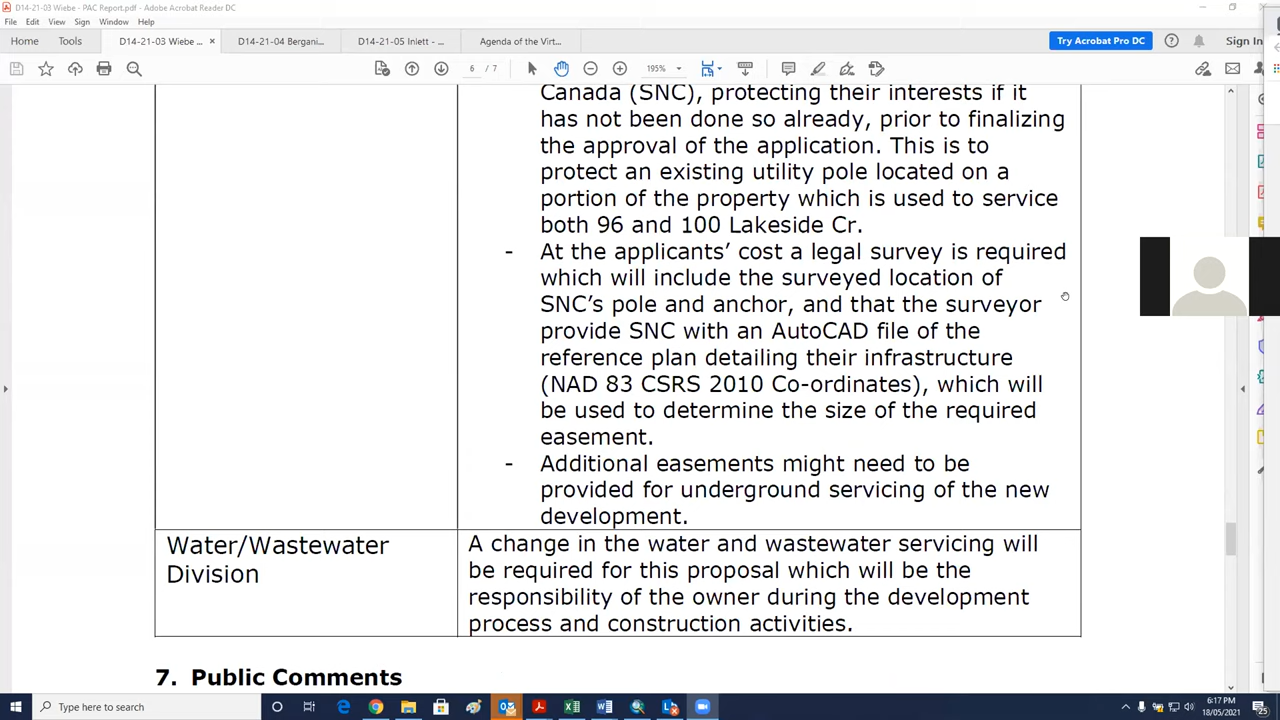 D14-21-03 Wiebe - PAC Report.pdf - Adobe Acrobat Reader DC
File Edit View Sign Window Help
Home Tools D14-21-03 Wiebe ... × D14-21-04 Bergani... D14-21-05 Inlett - ... Agenda of the Virt... Try Acrobat Pro DC Sign In
6 / 7 195%
Canada (SNC), protecting their interests if it
has not been done so already, prior to finalizing
the approval of the application. This is to
protect an existing utility pole located on a
portion of the property which is used to service
both 96 and 100 Lakeside Cr.
- At the applicants’ cost a legal survey is required
which will include the surveyed location of
SNC’s pole and anchor, and that the surveyor
provide SNC with an AutoCAD file of the
reference plan detailing their infrastructure
(NAD 83 CSRS 2010 Co-ordinates), which will
be used to determine the size of the required
easement.
- Additional easements might need to be
provided for underground servicing of the new
development.
Water/Wastewater
Division
A change in the water and wastewater servicing will
be required for this proposal which will be the
responsibility of the owner during the development
process and construction activities.
7. Public Comments
Type here to search
6:17 PM
18/05/2021
25